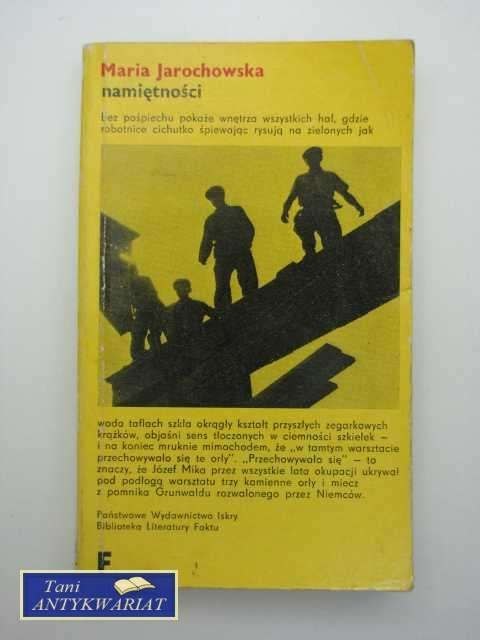 Maria Jarochowska
namiętności
Bez pośpiechu pokaże wnętrza wszystkich hal, gdzie
robotnice cichutko śpiewając rysują na zielonych jak
woda taflach szkła okrągły kształt przyszłych zegarkowych
krążków, objaśni sens tłoczonych w ciemności szkiełek –
i na koniec mruknie mimochodem, że „w tamtym warsztacie
przechowywało się te orły". „Przechowywało się" – to
znaczy, że Józef Mika przez wszystkie lata okupacji ukrywał
pod podłogą warsztatu trzy kamienne orły i miecz
z pomnika Grunwaldu rozwalonego przez Niemców.
Państwowe Wydawnictwo Iskry
Biblioteka Literatury Faktu
F
Tani
ANTYKWARIAT